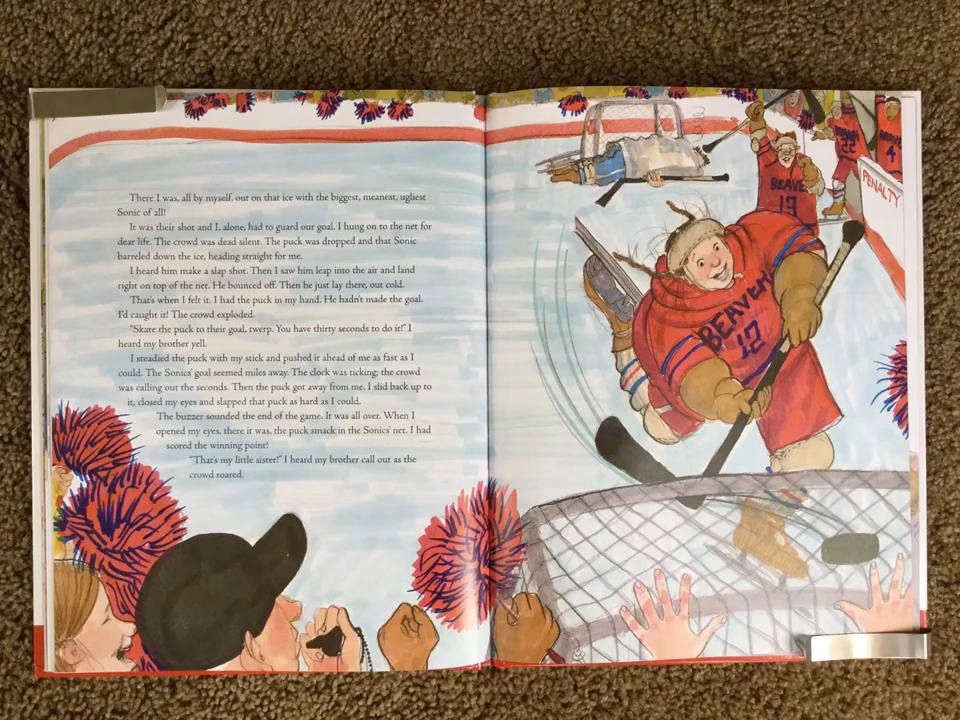 There I was, all by myself, out on that ice with the biggest, meanest, ugliest
Sonic of all!
It was their shot and I, alone, had to guard our goal. I hung on to the net for
dear life. The crowd was dead silent. The puck was dropped and that Sonic
barreled down the ice, heading straight for me.
I heard him make a slap shot. Then I saw him leap into the air and land
right on top of the net. He bounced off. Then he just lay there, out cold.
That's when I felt it. I had the puck in my hand. He hadn't made the goal.
I'd caught it! The crowd exploded.
"Skate the puck to their goal, twerp. You have thirty seconds to do it!" I
heard my brother yell.
I steadied the puck with my stick and pushed it ahead of me as fast as I
could. The Sonics' goal seemed miles away. The clock was ticking; the crowd
was calling out the seconds. Then the puck got away from me. I slid back up to
it, closed my eyes and slapped that puck as hard as I could.
The buzzer sounded the end of the game. It was all over. When I
opened my eyes, there it was, the puck smack in the Sonics' net. I had
scored the winning point!
"That's my little sister!" I heard my brother call out as the
crowd roared.
BEAVE
19
22
4
PENALTY
BEAVER
12